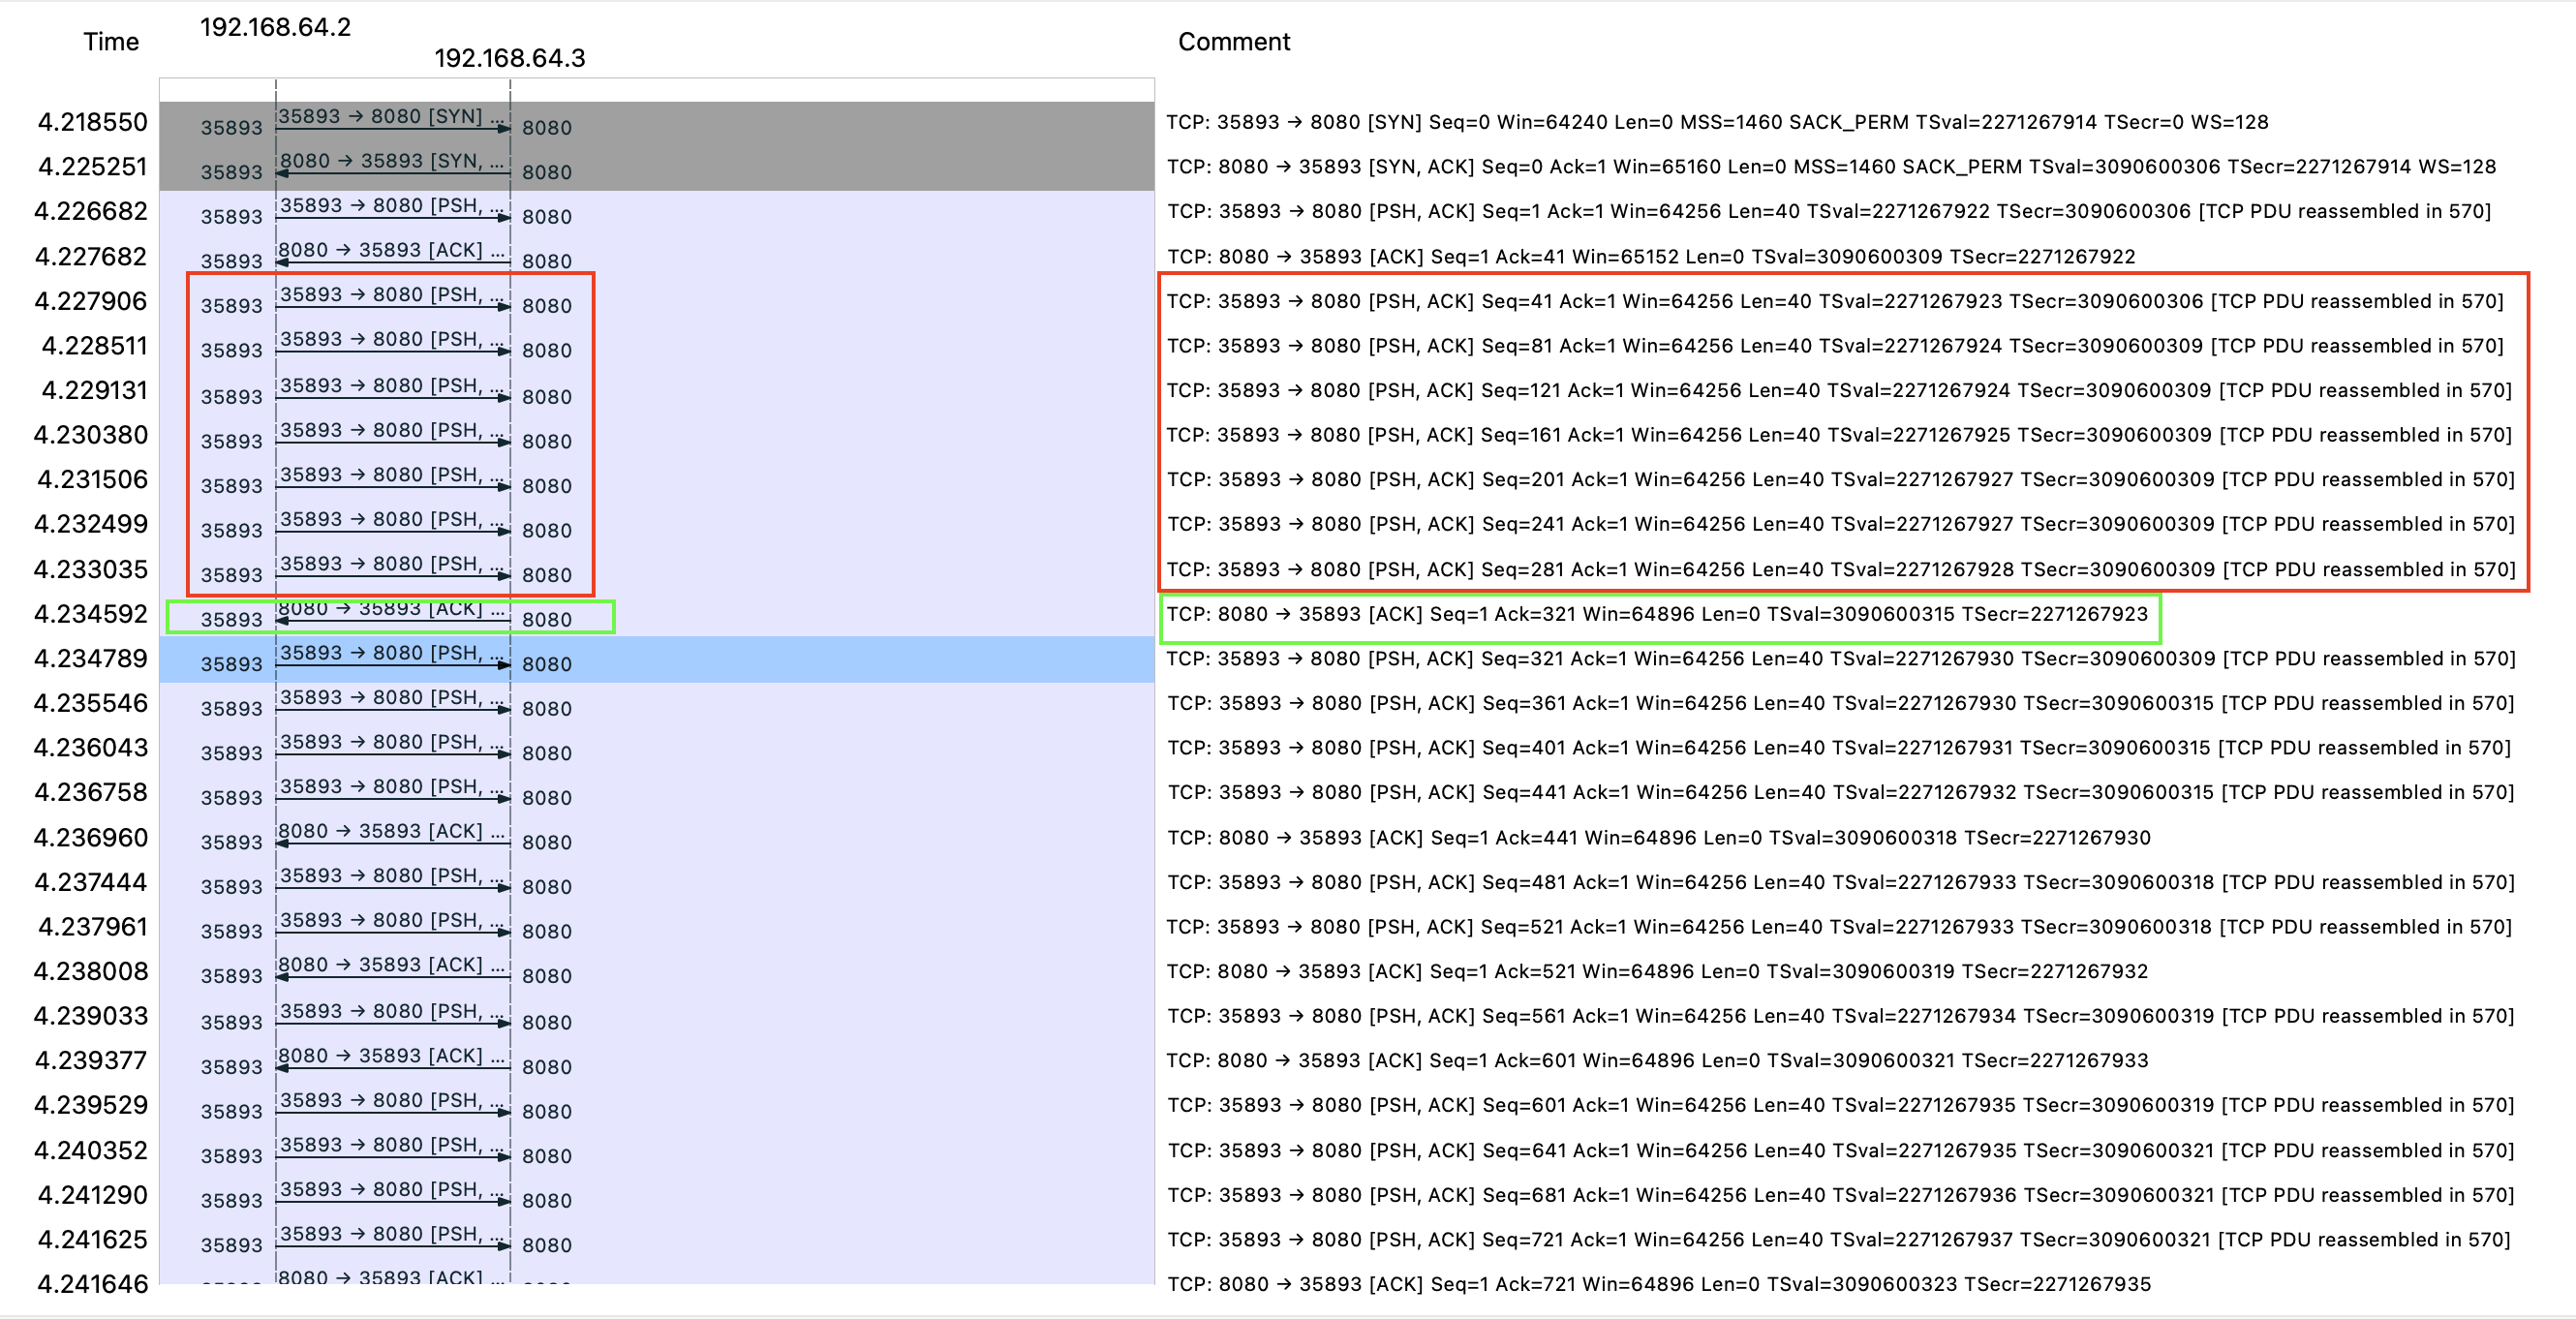 192.168.64.2
Time
Comment
192.168.64.3
4.218550 35893 35893 → 8080 [SYN] ... 8080 TCP: 35893 → 8080 [SYN] Seq=0 Win=64240 Len=0 MSS=1460 SACK_PERM TSval=2271267914 TSecr=0 WS=128
4.225251 35893 8080 → 35893 [SYN, ... 8080 TCP: 8080 → 35893 [SYN, ACK] Seq=0 Ack=1 Win=65160 Len=0 MSS=1460 SACK_PERM TSval=3090600306 TSecr=2271267914 WS=128
4.226682 35893 35893 → 8080 [PSH, ... 8080 TCP: 35893 → 8080 [PSH, ACK] Seq=1 Ack=1 Win=64256 Len=40 TSval=2271267922 TSecr=3090600306 [TCP PDU reassembled in 570]
4.227682 35893 8080 → 35893 [ACK] ... 8080 TCP: 8080 → 35893 [ACK] Seq=1 Ack=41 Win=65152 Len=0 TSval=3090600309 TSecr=2271267922
4.227906 35893 35893 → 8080 [PSH, ... 8080 TCP: 35893 → 8080 [PSH, ACK] Seq=41 Ack=1 Win=64256 Len=40 TSval=2271267923 TSecr=3090600306 [TCP PDU reassembled in 570]
4.228511 35893 35893 → 8080 [PSH, ... 8080 TCP: 35893 → 8080 [PSH, ACK] Seq=81 Ack=1 Win=64256 Len=40 TSval=2271267924 TSecr=3090600309 [TCP PDU reassembled in 570]
4.229131 35893 35893 → 8080 [PSH, ... 8080 TCP: 35893 → 8080 [PSH, ACK] Seq=121 Ack=1 Win=64256 Len=40 TSval=2271267924 TSecr=3090600309 [TCP PDU reassembled in 570]
4.230380 35893 35893 → 8080 [PSH, ... 8080 TCP: 35893 → 8080 [PSH, ACK] Seq=161 Ack=1 Win=64256 Len=40 TSval=2271267925 TSecr=3090600309 [TCP PDU reassembled in 570]
4.231506 35893 35893 → 8080 [PSH, ... 8080 TCP: 35893 → 8080 [PSH, ACK] Seq=201 Ack=1 Win=64256 Len=40 TSval=2271267927 TSecr=3090600309 [TCP PDU reassembled in 570]
4.232499 35893 35893 → 8080 [PSH, ... 8080 TCP: 35893 → 8080 [PSH, ACK] Seq=241 Ack=1 Win=64256 Len=40 TSval=2271267927 TSecr=3090600309 [TCP PDU reassembled in 570]
4.233035 35893 35893 → 8080 [PSH, ... 8080 TCP: 35893 → 8080 [PSH, ACK] Seq=281 Ack=1 Win=64256 Len=40 TSval=2271267928 TSecr=3090600309 [TCP PDU reassembled in 570]
4.234592 35893 8080 → 35893 [ACK] ... 8080 TCP: 8080 → 35893 [ACK] Seq=1 Ack=321 Win=64896 Len=0 TSval=3090600315 TSecr=2271267923
4.234789 35893 35893 → 8080 [PSH, ... 8080 TCP: 35893 → 8080 [PSH, ACK] Seq=321 Ack=1 Win=64256 Len=40 TSval=2271267930 TSecr=3090600309 [TCP PDU reassembled in 570]
4.235546 35893 35893 → 8080 [PSH, ... 8080 TCP: 35893 → 8080 [PSH, ACK] Seq=361 Ack=1 Win=64256 Len=40 TSval=2271267930 TSecr=3090600315 [TCP PDU reassembled in 570]
4.236043 35893 35893 → 8080 [PSH, ... 8080 TCP: 35893 → 8080 [PSH, ACK] Seq=401 Ack=1 Win=64256 Len=40 TSval=2271267931 TSecr=3090600315 [TCP PDU reassembled in 570]
4.236758 35893 35893 → 8080 [PSH, ... 8080 TCP: 35893 → 8080 [PSH, ACK] Seq=441 Ack=1 Win=64256 Len=40 TSval=2271267932 TSecr=3090600315 [TCP PDU reassembled in 570]
4.236960 35893 8080 → 35893 [ACK] ... 8080 TCP: 8080 → 35893 [ACK] Seq=1 Ack=441 Win=64896 Len=0 TSval=3090600318 TSecr=2271267930
4.237444 35893 35893 → 8080 [PSH, ... 8080 TCP: 35893 → 8080 [PSH, ACK] Seq=481 Ack=1 Win=64256 Len=40 TSval=2271267933 TSecr=3090600318 [TCP PDU reassembled in 570]
4.237961 35893 35893 → 8080 [PSH, ... 8080 TCP: 35893 → 8080 [PSH, ACK] Seq=521 Ack=1 Win=64256 Len=40 TSval=2271267933 TSecr=3090600318 [TCP PDU reassembled in 570]
4.238008 35893 8080 → 35893 [ACK] ... 8080 TCP: 8080 → 35893 [ACK] Seq=1 Ack=521 Win=64896 Len=0 TSval=3090600319 TSecr=2271267932
4.239033 35893 35893 → 8080 [PSH, ... 8080 TCP: 35893 → 8080 [PSH, ACK] Seq=561 Ack=1 Win=64256 Len=40 TSval=2271267934 TSecr=3090600319 [TCP PDU reassembled in 570]
4.239377 35893 8080 → 35893 [ACK] ... 8080 TCP: 8080 → 35893 [ACK] Seq=1 Ack=601 Win=64896 Len=0 TSval=3090600321 TSecr=2271267933
4.239529 35893 35893 → 8080 [PSH, ... 8080 TCP: 35893 → 8080 [PSH, ACK] Seq=601 Ack=1 Win=64256 Len=40 TSval=2271267935 TSecr=3090600319 [TCP PDU reassembled in 570]
4.240352 35893 35893 → 8080 [PSH, ... 8080 TCP: 35893 → 8080 [PSH, ACK] Seq=641 Ack=1 Win=64256 Len=40 TSval=2271267935 TSecr=3090600321 [TCP PDU reassembled in 570]
4.241290 35893 35893 → 8080 [PSH, ... 8080 TCP: 35893 → 8080 [PSH, ACK] Seq=681 Ack=1 Win=64256 Len=40 TSval=2271267936 TSecr=3090600321 [TCP PDU reassembled in 570]
4.241625 35893 35893 → 8080 [PSH, ... 8080 TCP: 35893 → 8080 [PSH, ACK] Seq=721 Ack=1 Win=64256 Len=40 TSval=2271267937 TSecr=3090600321 [TCP PDU reassembled in 570]
4.241646 8080 → 35893 [ACK] ... TCP: 8080 → 35893 [ACK] Seq=1 Ack=721 Win=64896 Len=0 TSval=3090600323 TSecr=2271267935